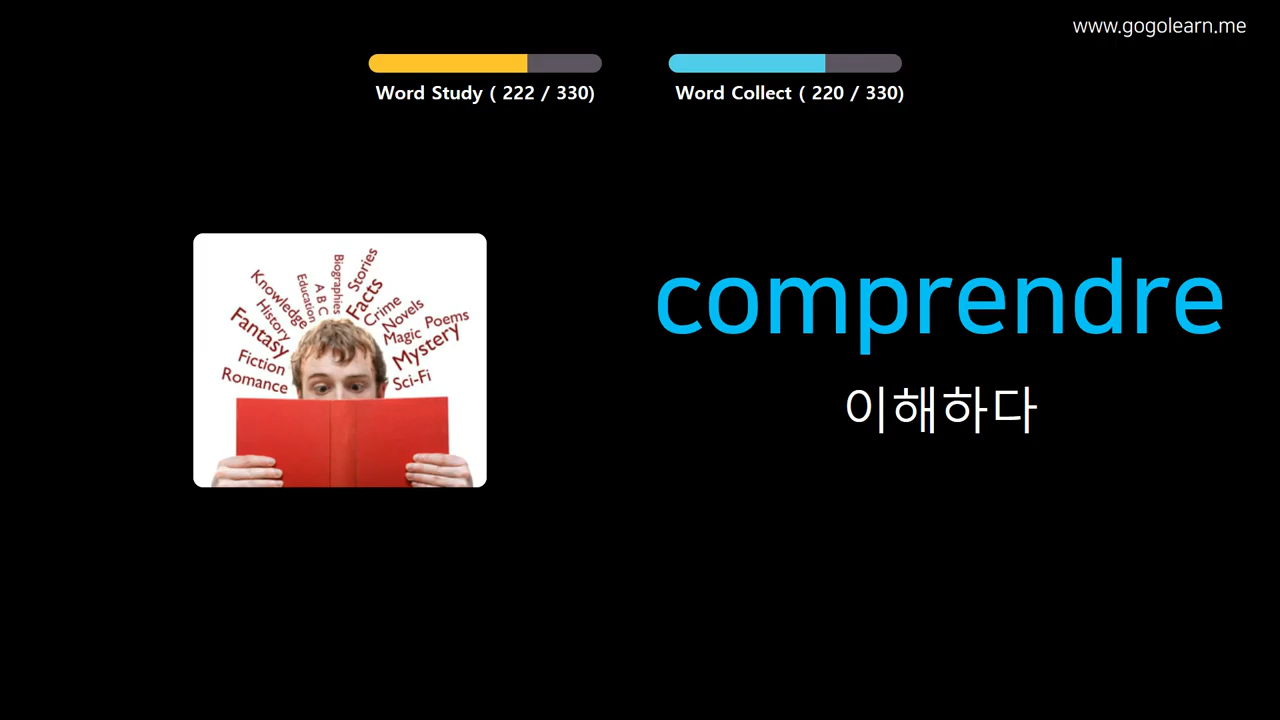 www.gogolearn.me
Word Study ( 222 / 330)
Word Collect ( 220 / 330)
Knowledge
History
Fantasy
Fiction
Romance
Education
A B C
Biographies
Stories
Facts
Crime
Novels
Magic
Poems
Mystery
Sci-Fi
comprendre
이해하다